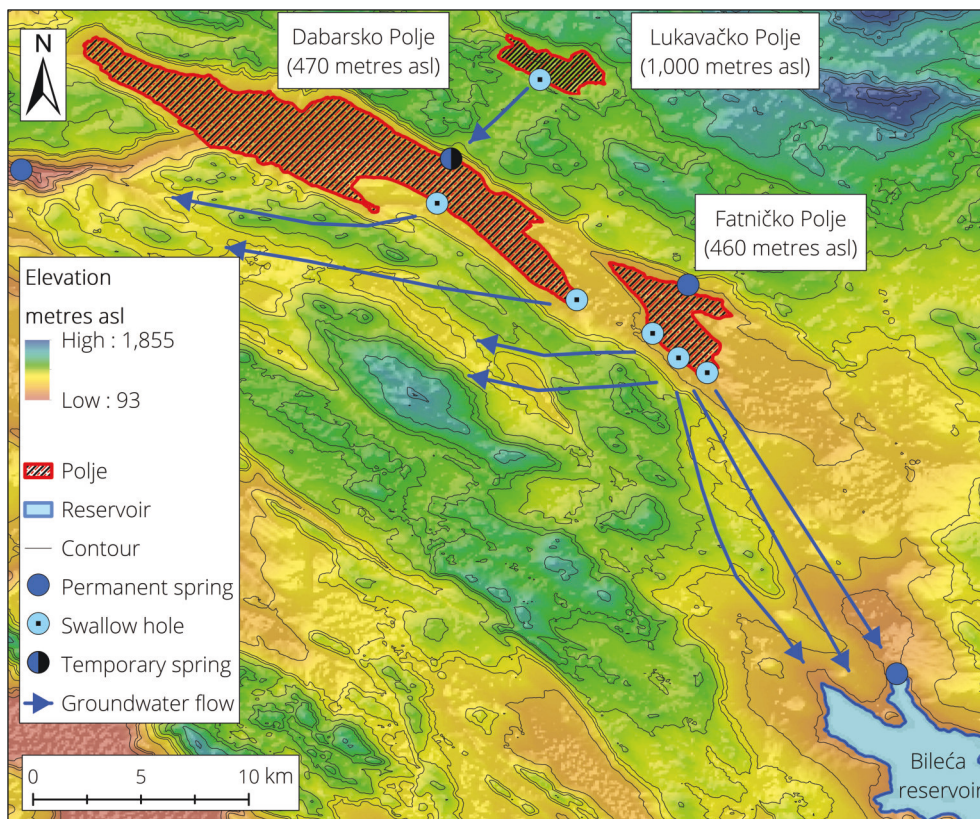 N
Dabarsko Polje
(470 metres asl)
Lukavačko Polje
(1,000 metres asl)
Fatničko Polje
(460 metres asl)
Elevation
metres asl
High : 1,855
Low : 93
Polje
Reservoir
Contour
Permanent spring
Swallow hole
Temporary spring
Groundwater flow
0 5 10 km
Bileća
reservoir